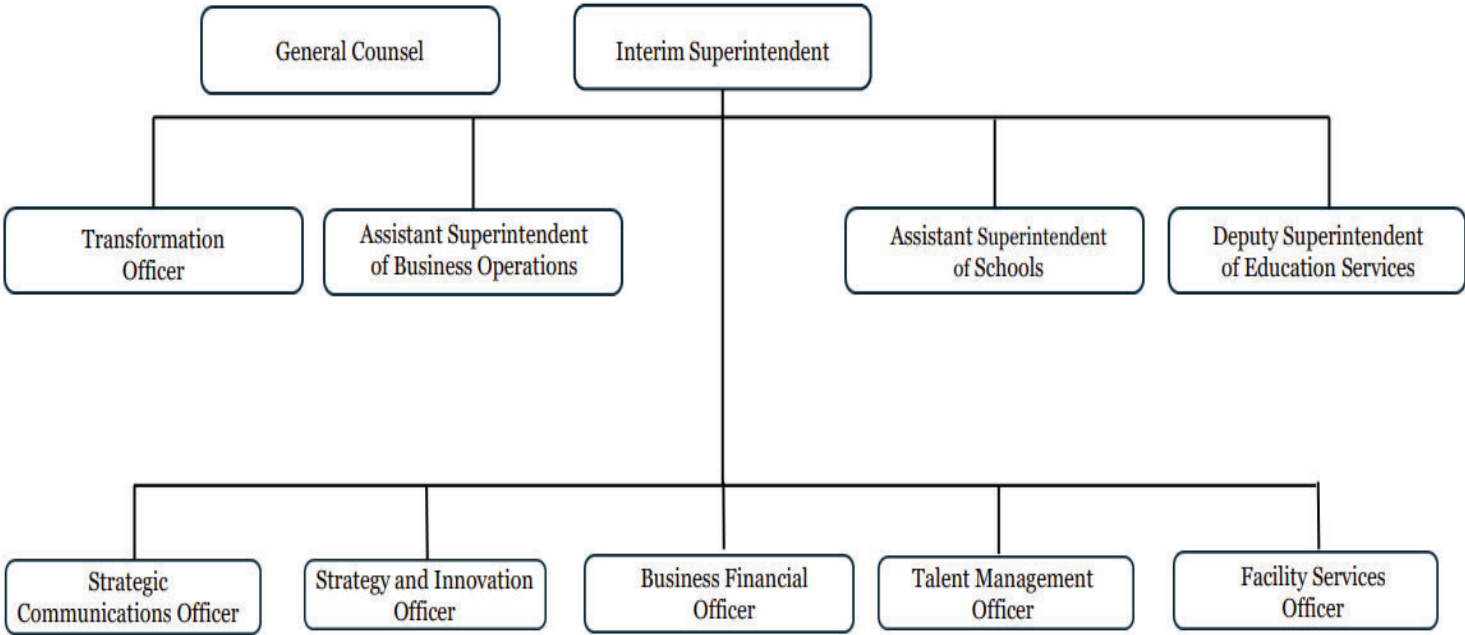 General Counsel
Interim Superintendent
Transformation
Officer
Assistant Superintendent
of Business Operations
Assistant Superintendent
of Schools
Deputy Superintendent
of Education Services
Strategic
Communications Officer
Strategy and Innovation
Officer
Business Financial
Officer
Talent Management
Officer
Facility Services
Officer